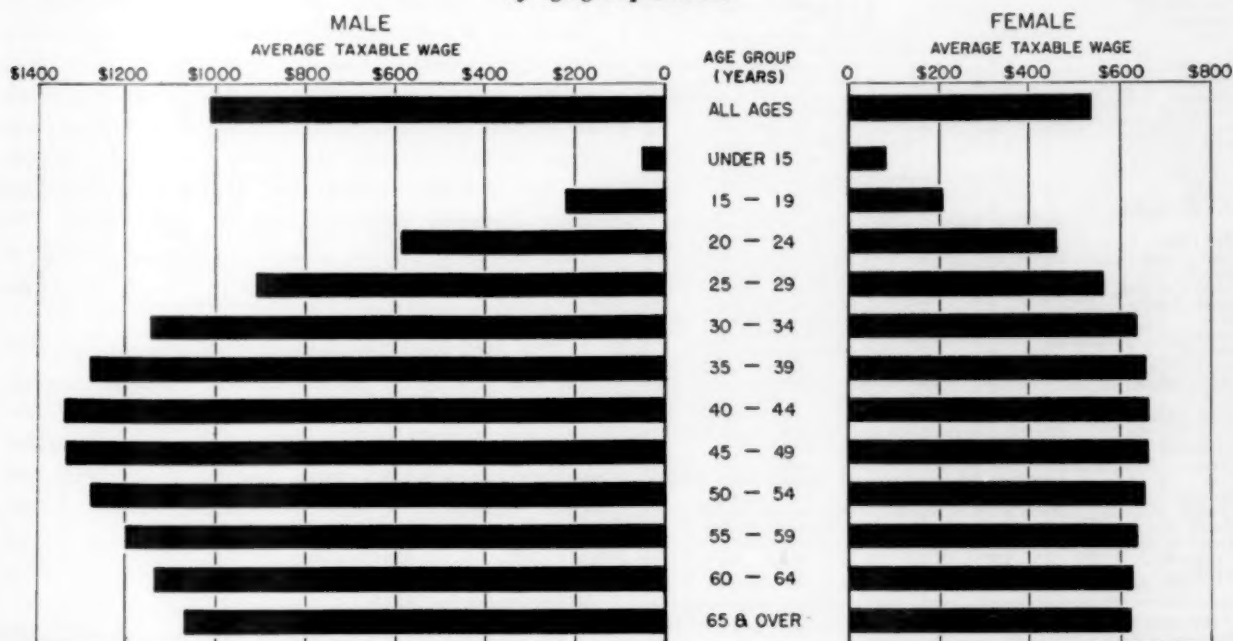 MALE
AVERAGE TAXABLE WAGE
$1400 $1200 $1000 $800 $600 $400 $200 0
AGE GROUP
(YEARS)
FEMALE
AVERAGE TAXABLE WAGE
0 $200 $400 $600 $800
ALL AGES
UNDER 15
15 — 19
20 — 24
25 — 29
30 — 34
35 — 39
40 — 44
45 — 49
50 — 54
55 — 59
60 — 64
65 & OVER